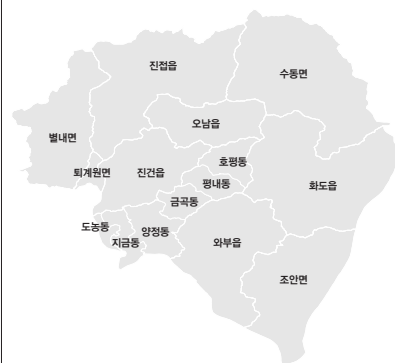 진접읍
수동면
오남읍
별내면
호평동
퇴계원면
진건읍
평내동
화도읍
금곡동
도농동
양정동
지금동
와부읍
조안면